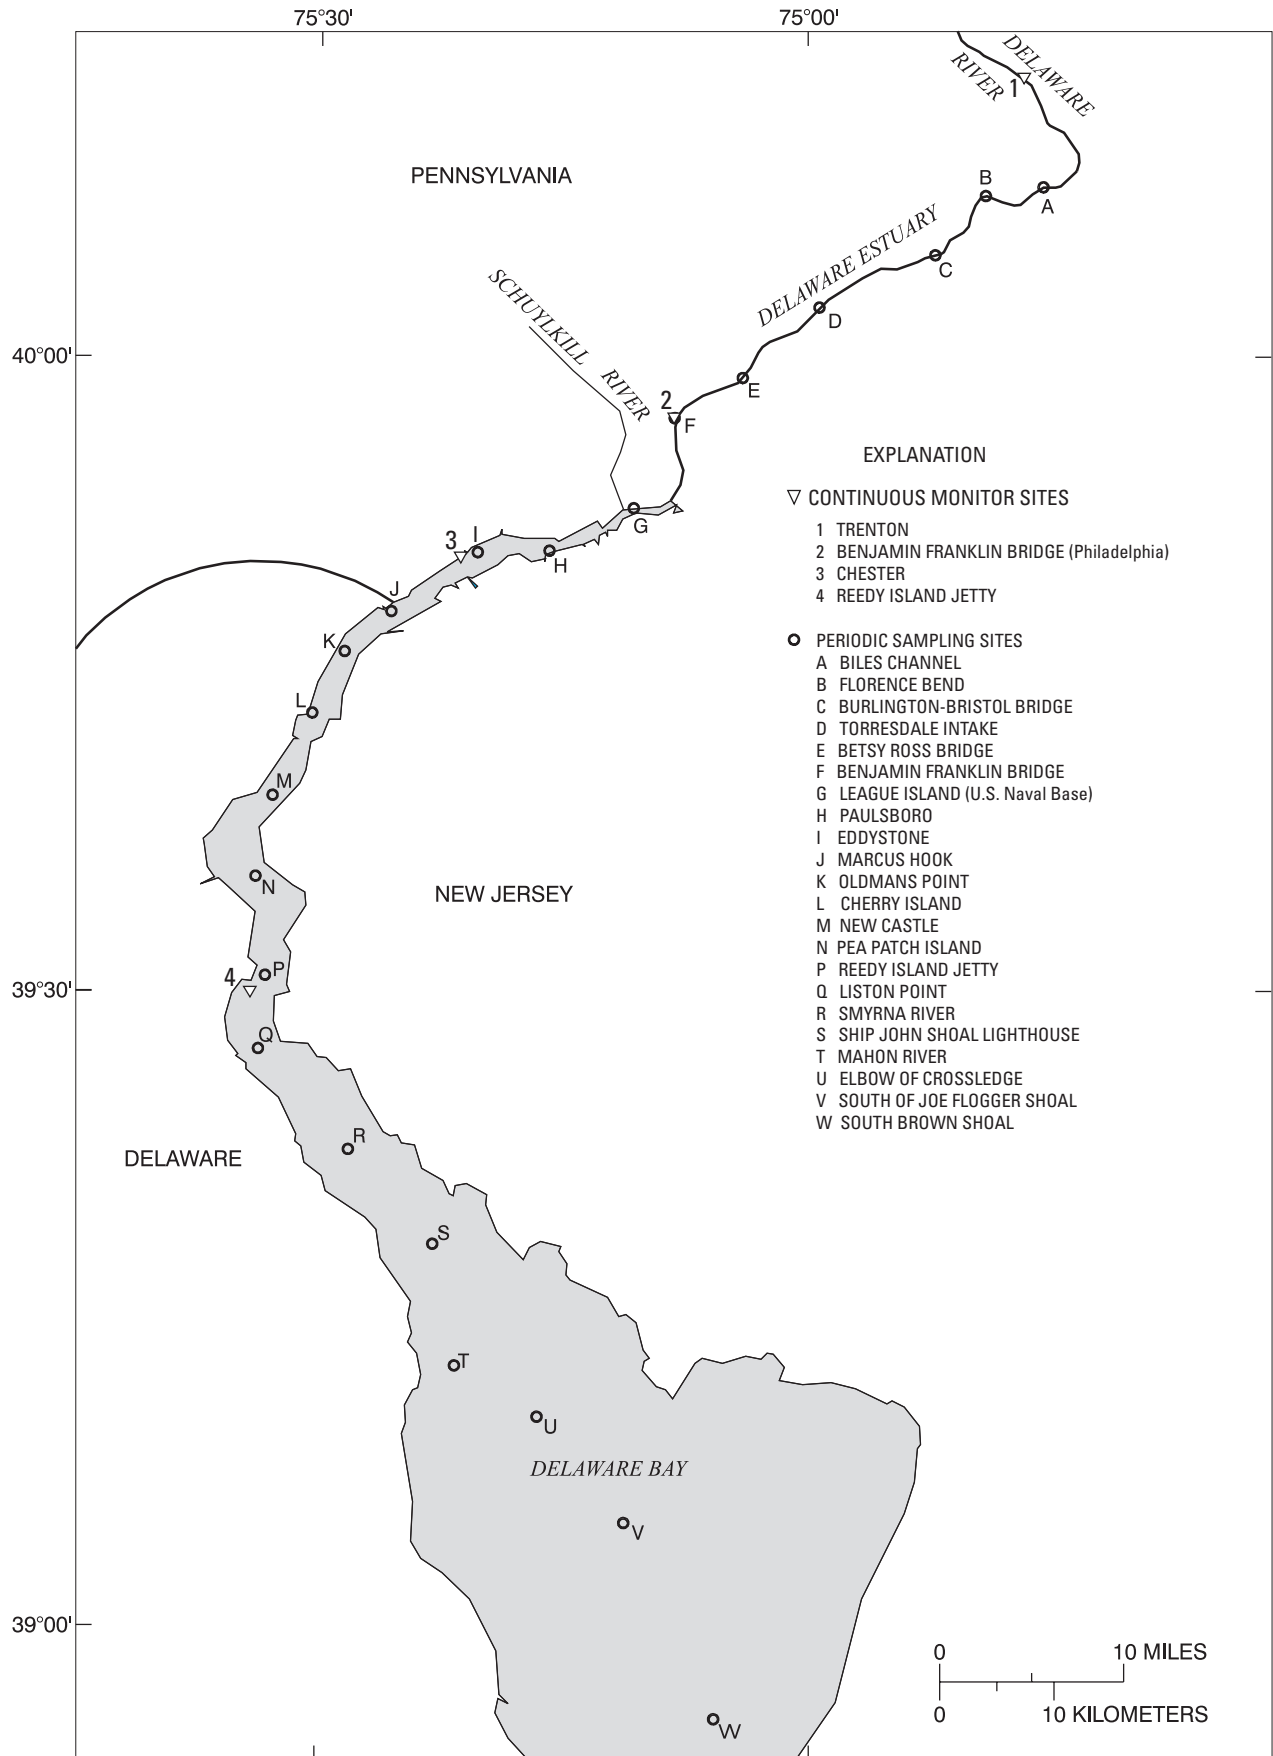 75°30'
75°00'
DELAWARE
RIVER
1
PENNSYLVANIA
B
A
DELAWARE ESTUARY
C
SCHUYLKILL RIVER
D
40°00'
E
2
F
EXPLANATION
CONTINUOUS MONITOR SITES
1 TRENTON
2 BENJAMIN FRANKLIN BRIDGE (Philadelphia)
3 CHESTER
4 REEDY ISLAND JETTY
G
3
I
H
J
K
L
M
N
PERIODIC SAMPLING SITES
A BILES CHANNEL
B FLORENCE BEND
C BURLINGTON-BRISTOL BRIDGE
D TORRESDALE INTAKE
E BETSY ROSS BRIDGE
F BENJAMIN FRANKLIN BRIDGE
G LEAGUE ISLAND (U.S. Naval Base)
H PAULSBORO
I EDDYSTONE
J MARCUS HOOK
K OLDMANS POINT
L CHERRY ISLAND
M NEW CASTLE
N PEA PATCH ISLAND
P REEDY ISLAND JETTY
Q LISTON POINT
R SMYRNA RIVER
S SHIP JOHN SHOAL LIGHTHOUSE
T MAHON RIVER
U ELBOW OF CROSSLEDGE
V SOUTH OF JOE FLOGGER SHOAL
W SOUTH BROWN SHOAL
NEW JERSEY
4
P
39°30'
Q
R
DELAWARE
S
T
U
DELAWARE BAY
V
39°00'
0 10 MILES
0 10 KILOMETERS
W